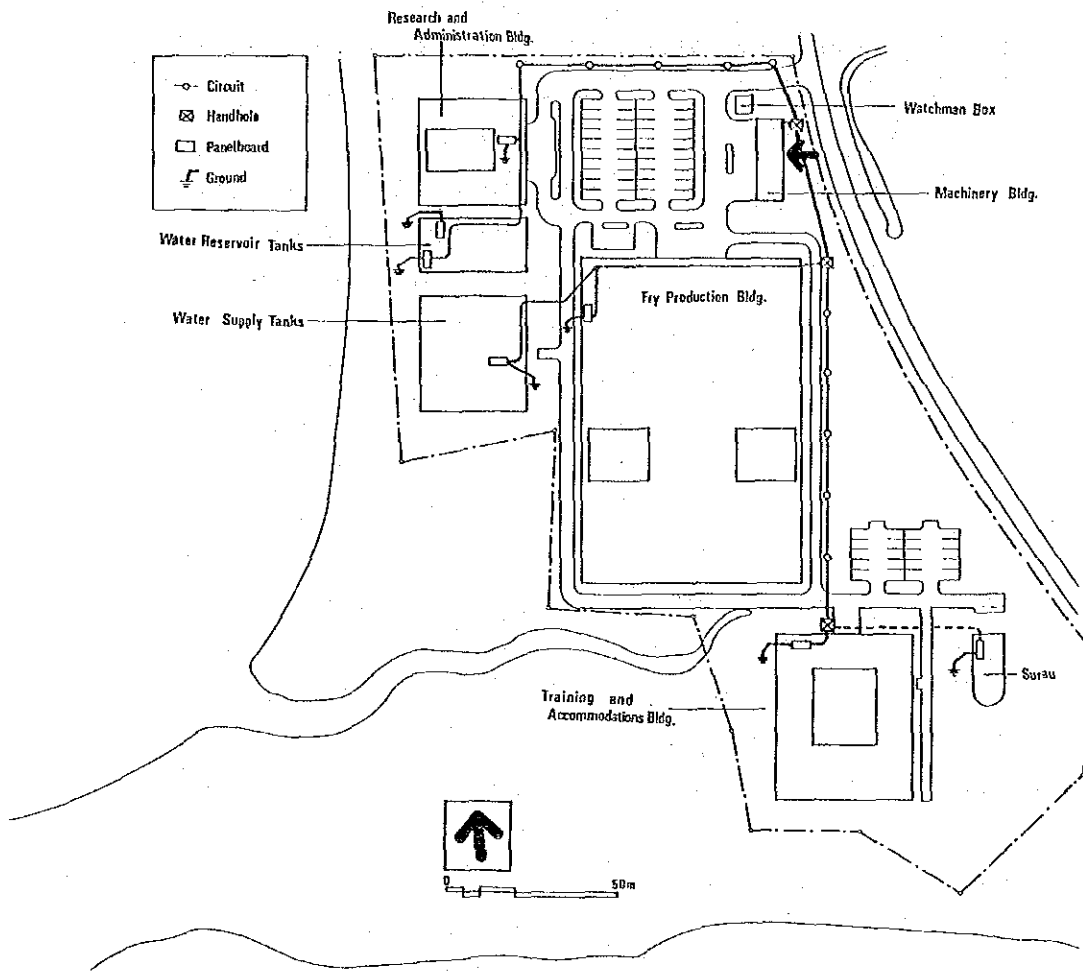 Research and
Administration Bldg.
Circuit
Handhole
Panelboard
Ground
Watchman Box
Machinery Bldg.
Water Reservoir Tanks
Fry Production Bldg.
Water Supply Tanks
Surau
Training and
Accommodations Bldg.
0 50m